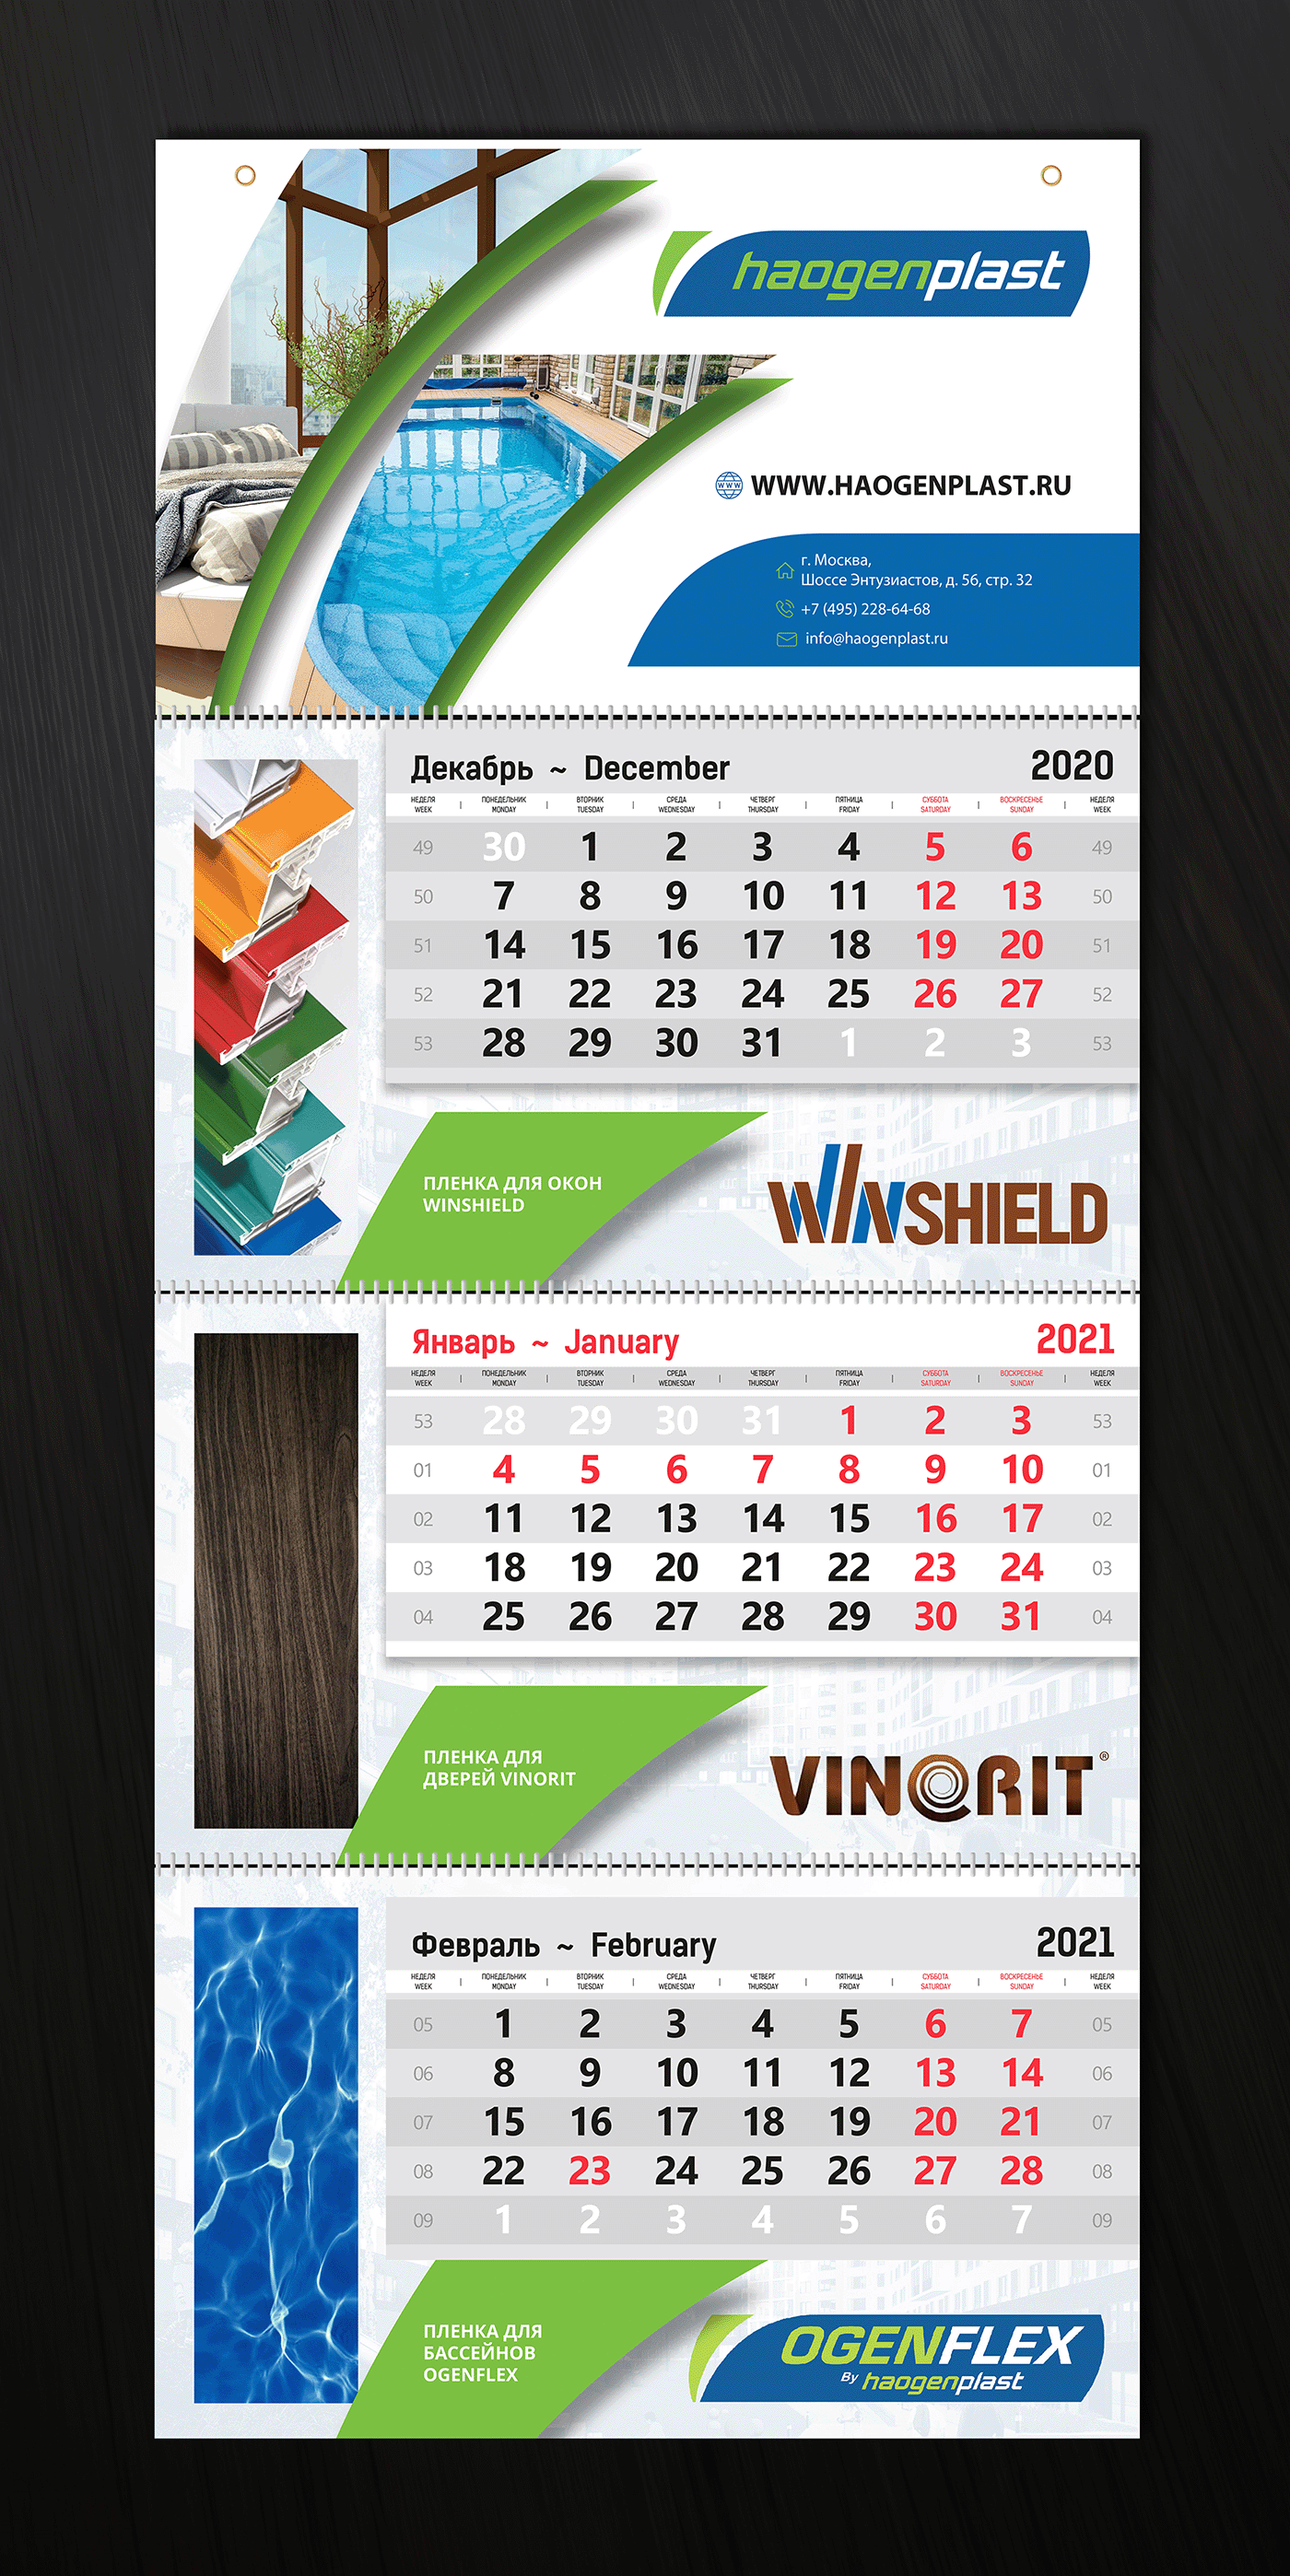 haogenplast
WWW.HAOGENPLAST.RU
г. Москва,
Шоссе Энтузиастов, д. 56, стр. 32
+7 (495) 228-64-68
info@haogenplast.ru
Декабрь ~ December 2020
НЕДЕЛЯ ПОНЕДЕЛЬНИК ВТОРНИК СРЕДА ЧЕТВЕРГ ПЯТНИЦА СУББОТА ВОСКРЕСЕНЬЕ НЕДЕЛЯ
WEEK MONDAY TUESDAY WEDNESDAY THURSDAY FRIDAY SATURDAY SUNDAY WEEK
49 30 1 2 3 4 5 6 49
50 7 8 9 10 11 12 13 50
51 14 15 16 17 18 19 20 51
52 21 22 23 24 25 26 27 52
53 28 29 30 31 1 2 3 53
ПЛЕНКА ДЛЯ ОКОН
WINSHIELD
WINSHIELD
Январь ~ January 2021
НЕДЕЛЯ ПОНЕДЕЛЬНИК ВТОРНИК СРЕДА ЧЕТВЕРГ ПЯТНИЦА СУББОТА ВОСКРЕСЕНЬЕ НЕДЕЛЯ
WEEK MONDAY TUESDAY WEDNESDAY THURSDAY FRIDAY SATURDAY SUNDAY WEEK
53 28 29 30 31 1 2 3 53
01 4 5 6 7 8 9 10 01
02 11 12 13 14 15 16 17 02
03 18 19 20 21 22 23 24 03
04 25 26 27 28 29 30 31 04
ПЛЕНКА ДЛЯ
ДВЕРЕЙ VINORIT
VINORIT®
Февраль ~ February 2021
НЕДЕЛЯ ПОНЕДЕЛЬНИК ВТОРНИК СРЕДА ЧЕТВЕРГ ПЯТНИЦА СУББОТА ВОСКРЕСЕНЬЕ НЕДЕЛЯ
WEEK MONDAY TUESDAY WEDNESDAY THURSDAY FRIDAY SATURDAY SUNDAY WEEK
05 1 2 3 4 5 6 7 05
06 8 9 10 11 12 13 14 06
07 15 16 17 18 19 20 21 07
08 22 23 24 25 26 27 28 08
09 1 2 3 4 5 6 7 09
ПЛЕНКА ДЛЯ
БАССЕЙНОВ
OGENFLEX
OGENFLEX
By haogenplast